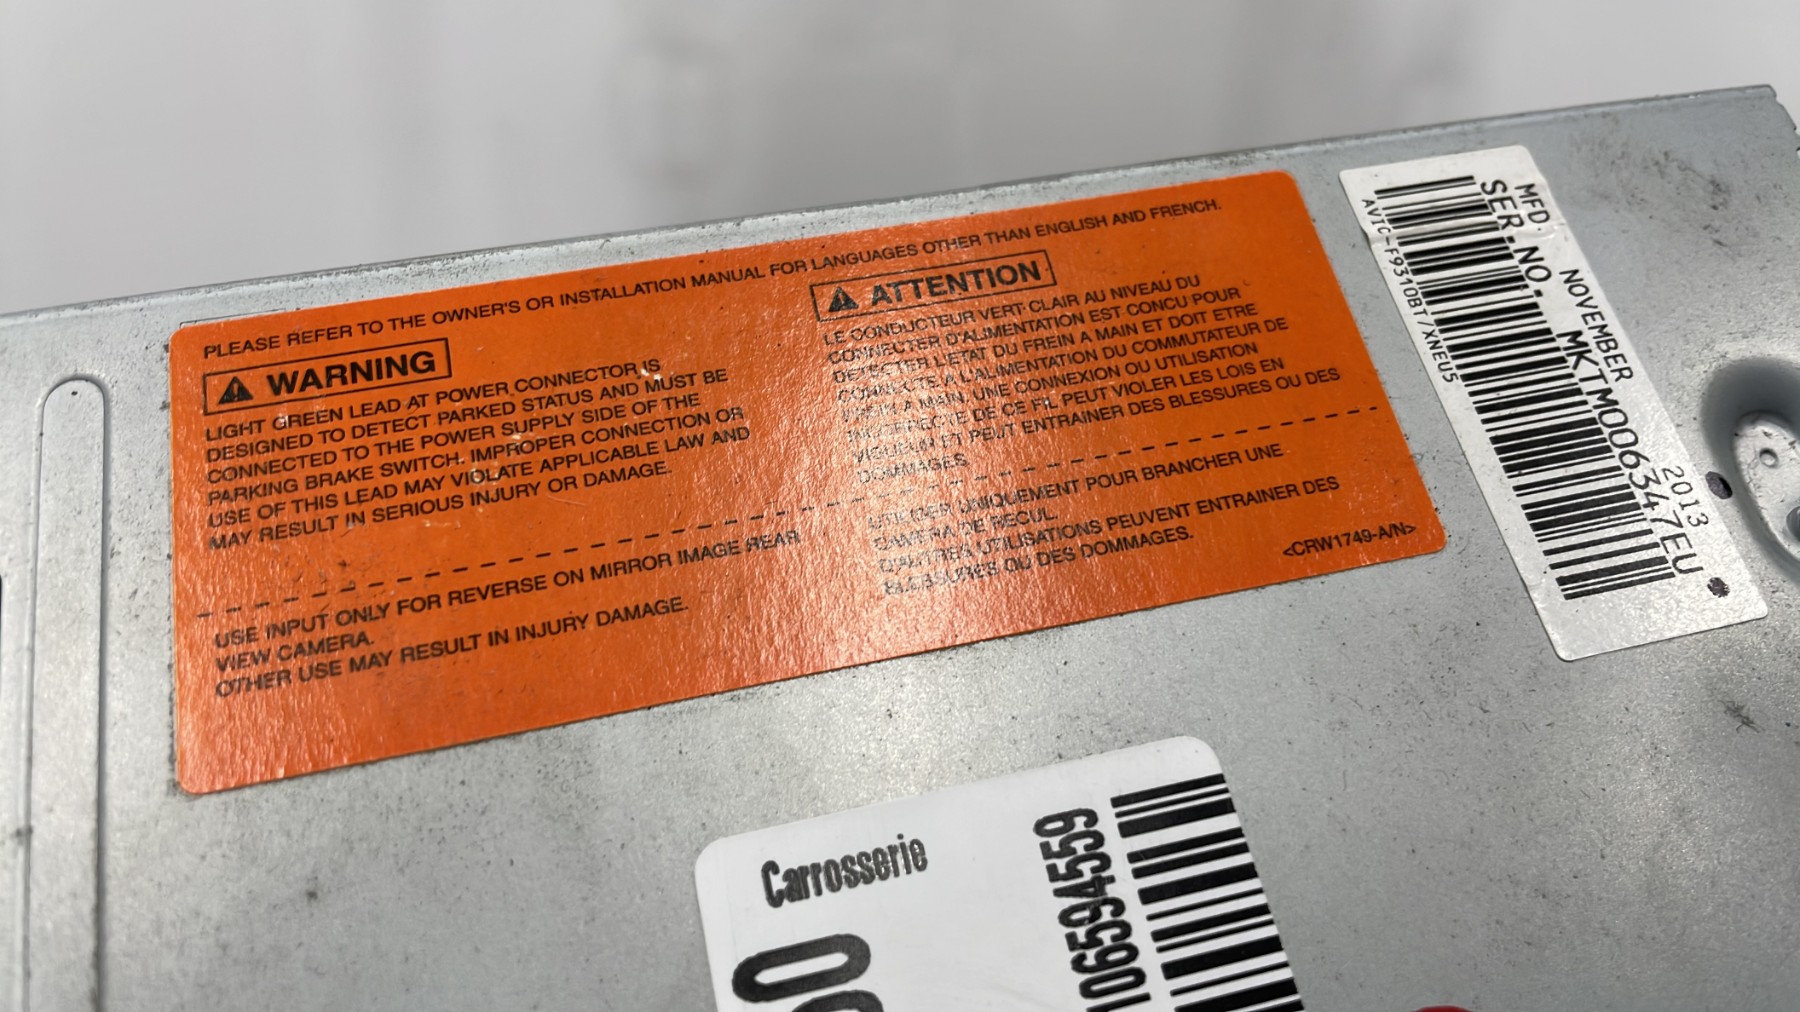 PLEASE REFER TO THE OWNER'S OR INSTALLATION MANUAL FOR LANGUAGES OTHER THAN ENGLISH AND FRENCH.
WARNING
LIGHT GREEN LEAD AT POWER CONNECTOR IS
DESIGNED TO DETECT PARKED STATUS AND MUST BE
CONNECTED TO THE POWER SUPPLY SIDE OF THE
PARKING BRAKE SWITCH. IMPROPER CONNECTION OR
USE OF THIS LEAD MAY VIOLATE APPLICABLE LAW AND
MAY RESULT IN SERIOUS INJURY OR DAMAGE.
USE INPUT ONLY FOR REVERSE ON MIRROR IMAGE REAR
VIEW CAMERA.
OTHER USE MAY RESULT IN INJURY DAMAGE.
ATTENTION
LE CONDUCTEUR VERT CLAIR AU NIVEAU DU
CONNECTER D'ALIMENTATION EST CONCU POUR
DETECTER L'ETAT DU FREIN A MAIN ET DOIT ETRE
CONNECTE A L'ALIMENTATION DU COMMUTATEUR DE
FREIN A MAIN, UNE CONNEXION OU UTILISATION
INCORRECTE DE CE FIL PEUT VIOLER LES LOIS EN
VIGEUR ET PEUT ENTRAINER DES BLESSURES OU DES
DOMMAGES.
UTILISER UNIQUEMENT POUR BRANCHER UNE
CAMERA DE RECUL.
D'AUTRES UTILISATIONS PEUVENT ENTRAINER DES
BLESSURES OU DES DOMMAGES.
<CRW1749-A/N>
MFD. NOVEMBER 2013
SER.NO. MKTM006347EU
AVIC-F9310BT/XNEU5
Carrosserie